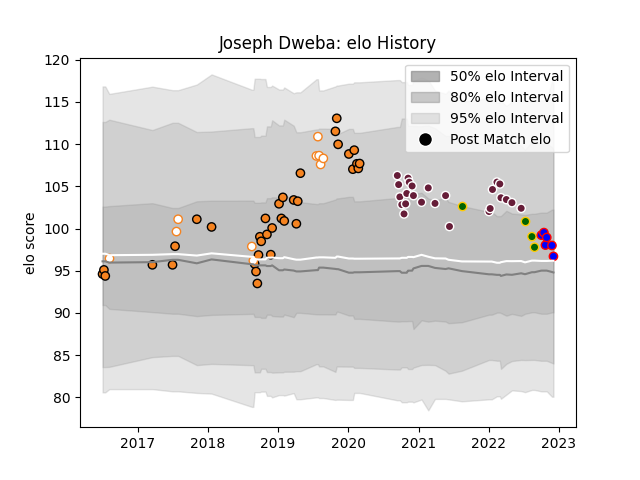 Joseph Dweba: elo History
120
115
110
105
100
95
90
85
80
elo score
50% elo Interval
80% elo Interval
95% elo Interval
Post Match elo
2017 2018 2019 2020 2021 2022 2023